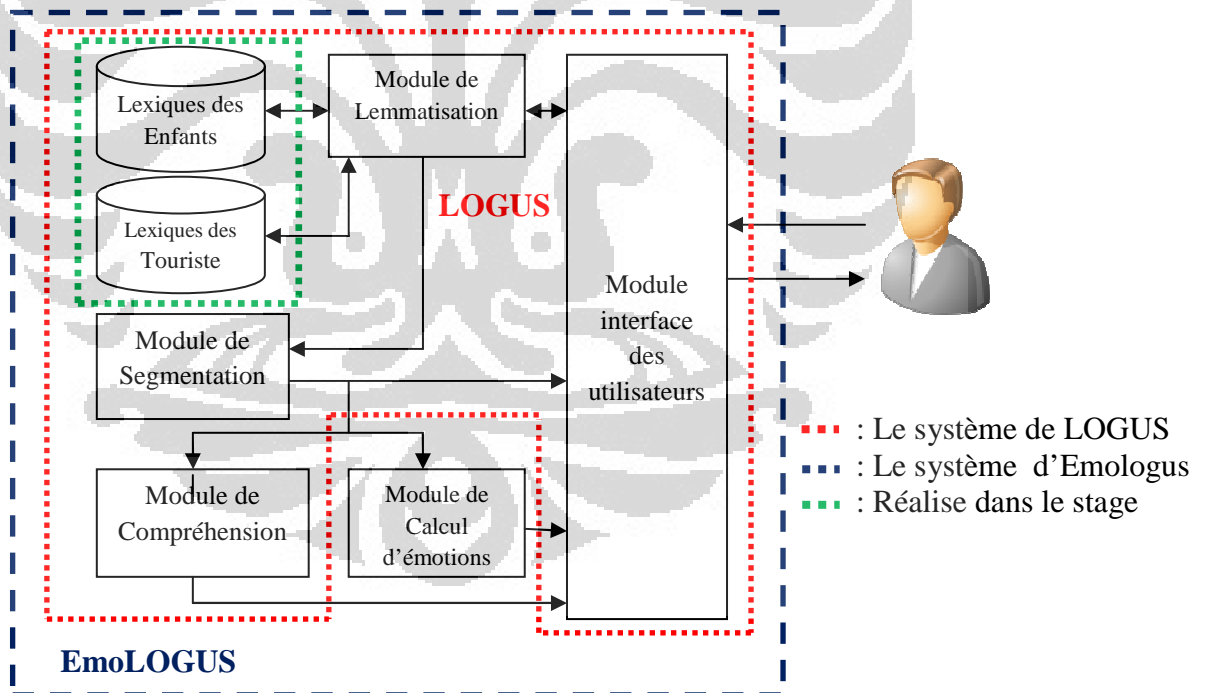 Lexiques des
Enfants
Module de
Lemmatisation
LOGUS
Lexiques des
Touriste
Module
interface
des
utilisateurs
Module de
Segmentation
Module de
Compréhension
Module de
Calcul
d’émotions
: Le système de LOGUS
: Le système d’Emologus
: Réalise dans le stage
EmoLOGUS